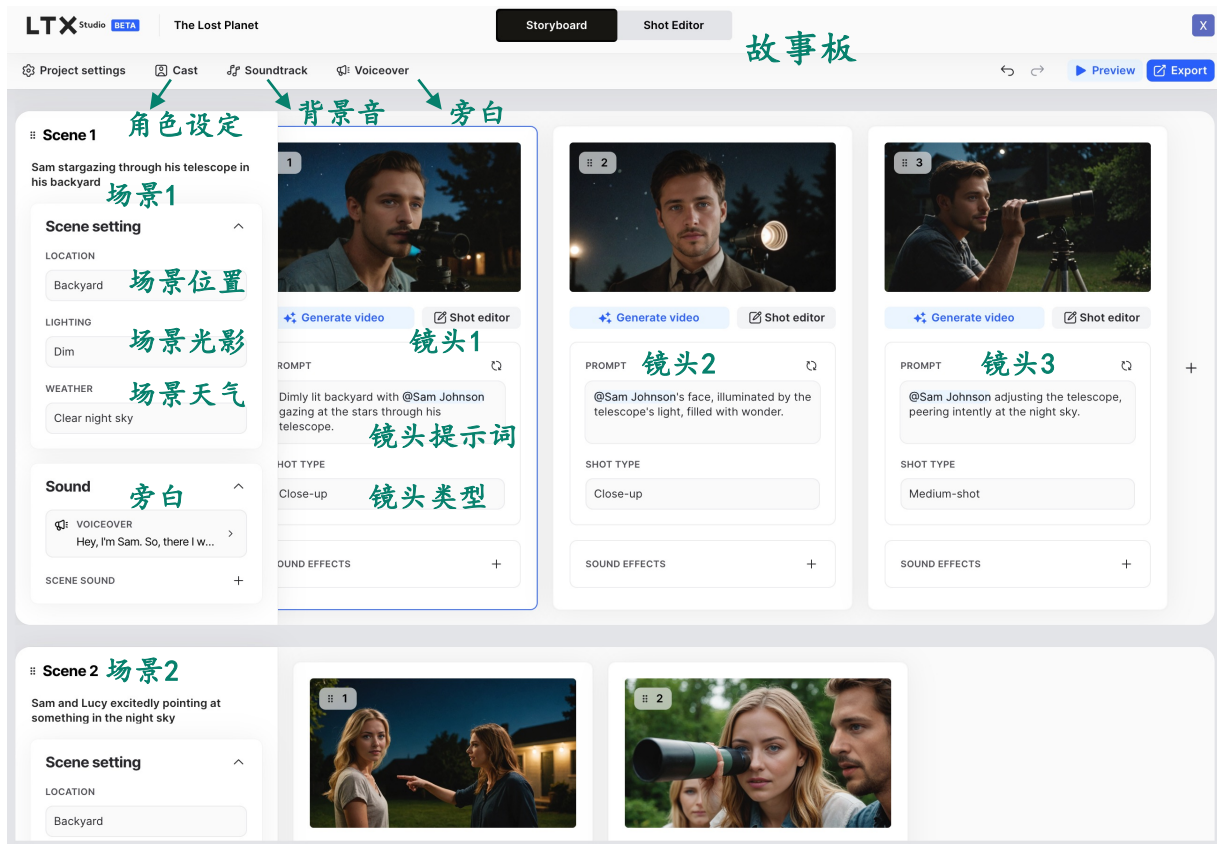 LTX Studio BETA
The Lost Planet
Storyboard
Shot Editor
故事板
X
Project settings
Cast
Soundtrack
Voiceover
Preview
Export
角色设定
背景音
旁白
Scene 1
Sam stargazing through his telescope in
his backyard
场景1
Scene setting
LOCATION
Backyard
场景位置
LIGHTING
Dim
场景光影
WEATHER
Clear night sky
场景天气
Sound
旁白
VOICEOVER
Hey, I'm Sam. So, there I w...
SCENE SOUND
1
Generate video
Shot editor
镜头1
ROMPT
Dimly lit backyard with @Sam Johnson
gazing at the stars through his
telescope.
镜头提示词
HOT TYPE
Close-up
镜头类型
OUND EFFECTS
2
Generate video
Shot editor
PROMPT
镜头2
@Sam Johnson's face, illuminated by the
telescope's light, filled with wonder.
SHOT TYPE
Close-up
SOUND EFFECTS
3
Generate video
Shot editor
PROMPT
镜头3
@Sam Johnson adjusting the telescope,
peering intently at the night sky.
SHOT TYPE
Medium-shot
SOUND EFFECTS
Scene 2
场景2
Sam and Lucy excitedly pointing at
something in the night sky
Scene setting
LOCATION
Backyard
1
2